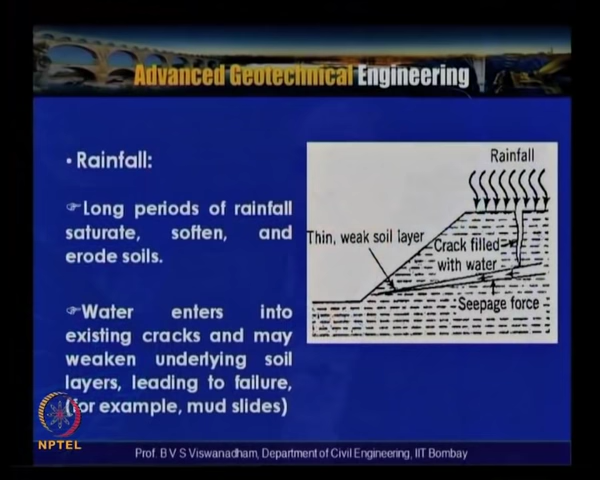 Advanced Geotechnical Engineering
• Rainfall:
☞Long periods of rainfall
saturate, soften, and
erode soils.
☞Water enters into
existing cracks and may
weaken underlying soil
layers, leading to failure,
(for example, mud slides)
Rainfall
Thin, weak soil layer
Crack filled
with water
Seepage force
NPTEL
Prof. B V S Viswanadham, Department of Civil Engineering, IIT Bombay